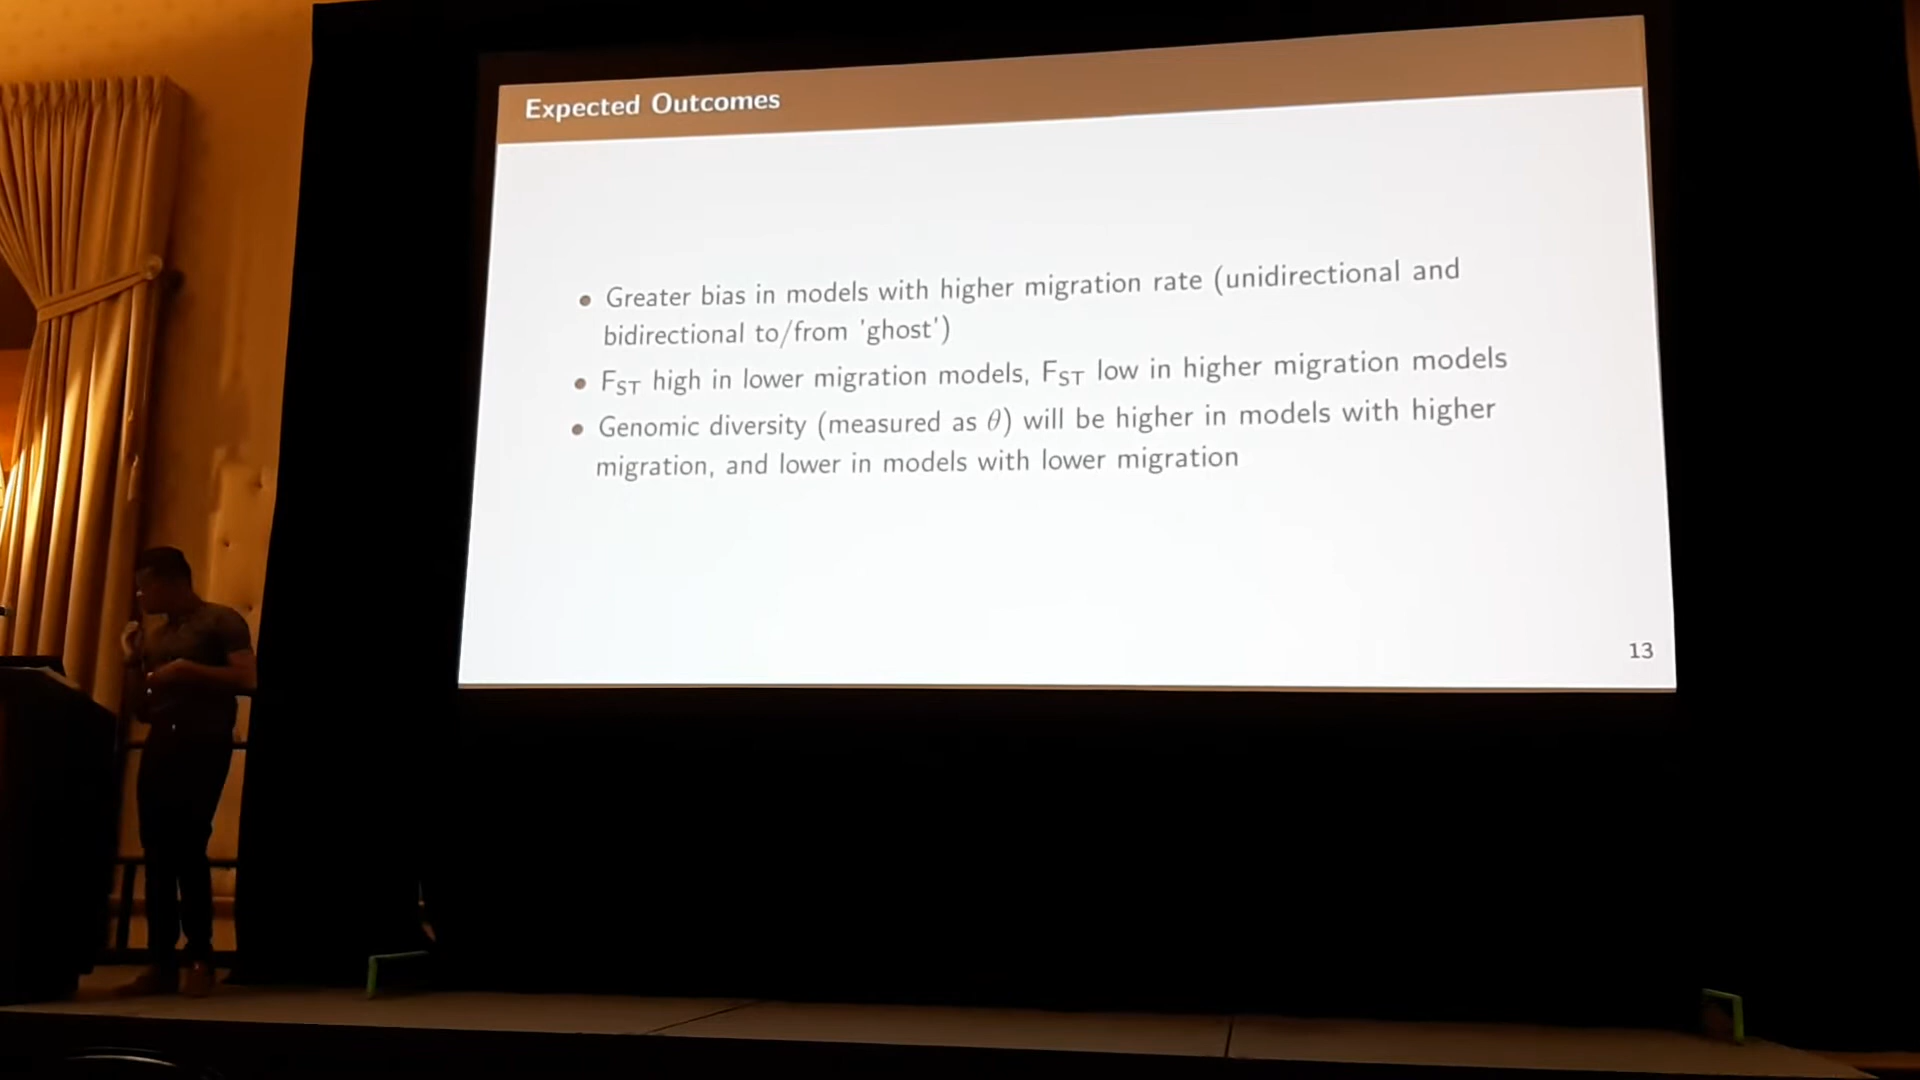 Expected Outcomes
• Greater bias in models with higher migration rate (unidirectional and
bidirectional to/from 'ghost')
• FST high in lower migration models, FST low in higher migration models
• Genomic diversity (measured as θ) will be higher in models with higher
migration, and lower in models with lower migration
13